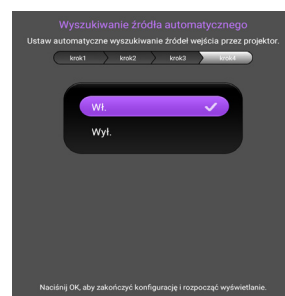 Wyszukiwanie źródła automatycznego
Ustaw automatyczne wyszukiwanie źródeł wejścia przez projektor.
krok1 krok2 krok3 krok4
Wł.
Wył.
Naciśnij OK, aby zakończyć konfigurację i rozpocząć wyświetlanie.